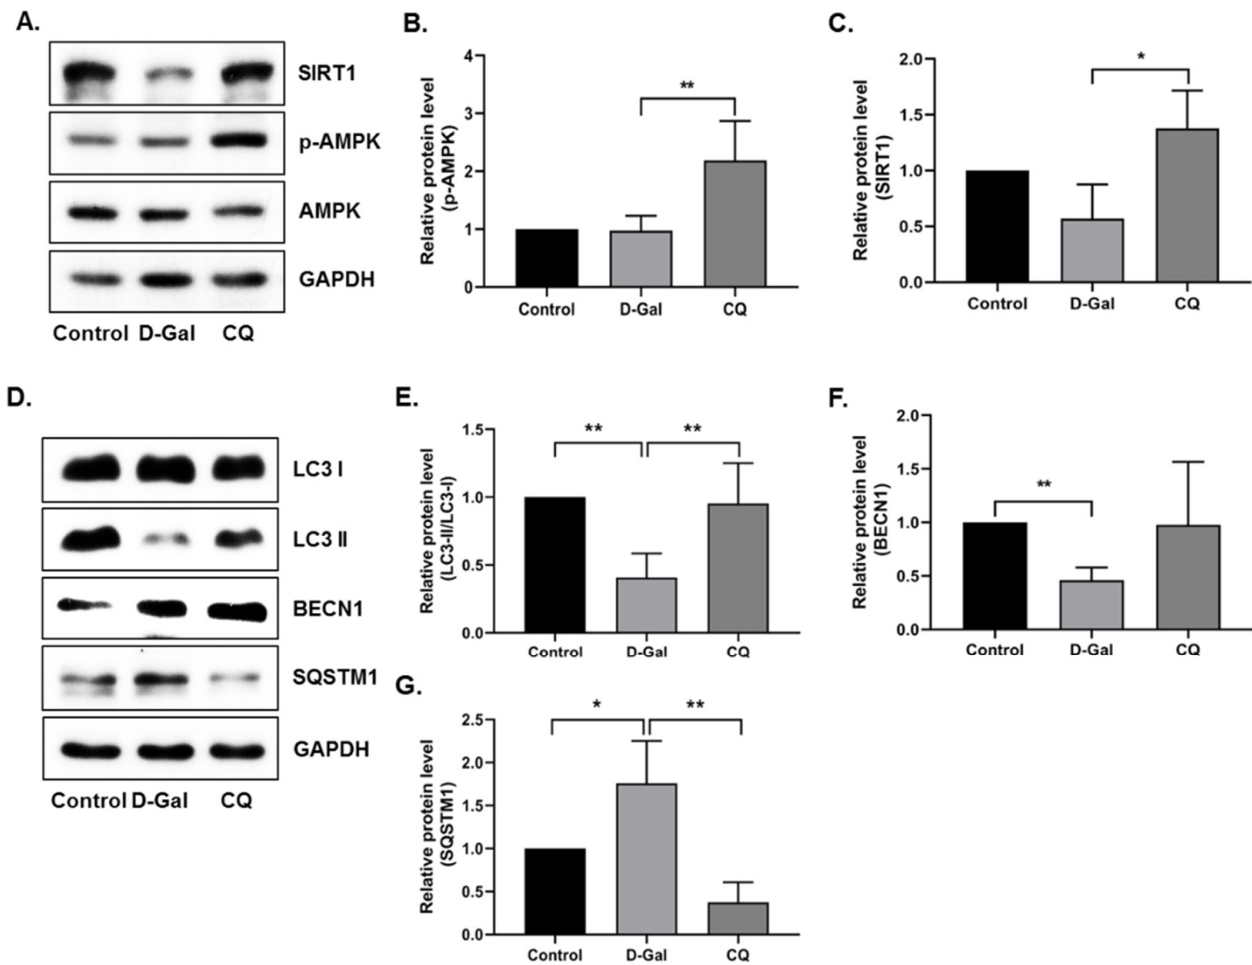 A.
SIRT1
p-AMPK
AMPK
GAPDH
Control D-Gal CQ
B.
Relative protein level
(p-AMPK)
4
3
2
1
0
**
Control D-Gal CQ
C.
Relative protein level
(SIRT1)
2.0
1.5
1.0
0.5
0.0
*
Control D-Gal CQ
D.
LC3 I
LC3 II
BECN1
SQSTM1
GAPDH
Control D-Gal CQ
E.
Relative protein level
(LC3-II/LC3-I)
1.5
1.0
0.5
0.0
** **
Control D-Gal CQ
F.
Relative protein level
(BECN1)
2.0
1.5
1.0
0.5
0.0
**
Control D-Gal CQ
G.
Relative protein level
(SQSTM1)
2.5
2.0
1.5
1.0
0.5
0.0
* **
Control D-Gal CQ